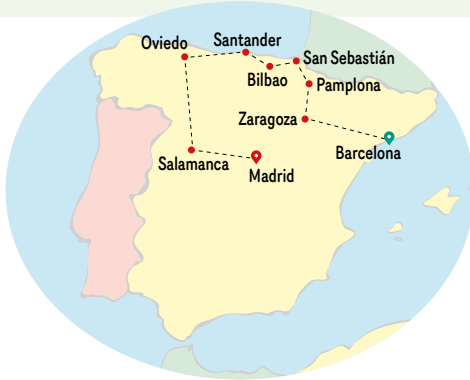 Oviedo
Santander
San Sebastián
Bilbao
Pamplona
Zaragoza
Barcelona
Salamanca
Madrid